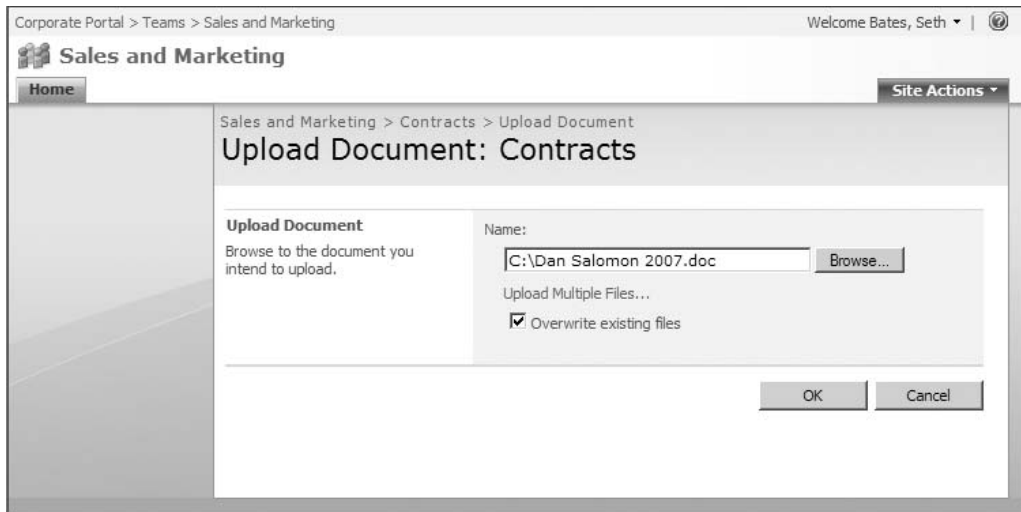 Corporate Portal > Teams > Sales and Marketing
Welcome Bates, Seth ▾ |
Sales and Marketing
Home
Site Actions ▾
Sales and Marketing > Contracts > Upload Document
Upload Document: Contracts
Upload Document
Browse to the document you
intend to upload.
Name:
C:\Dan Salomon 2007.doc
Browse...
Upload Multiple Files...
Overwrite existing files
OK
Cancel